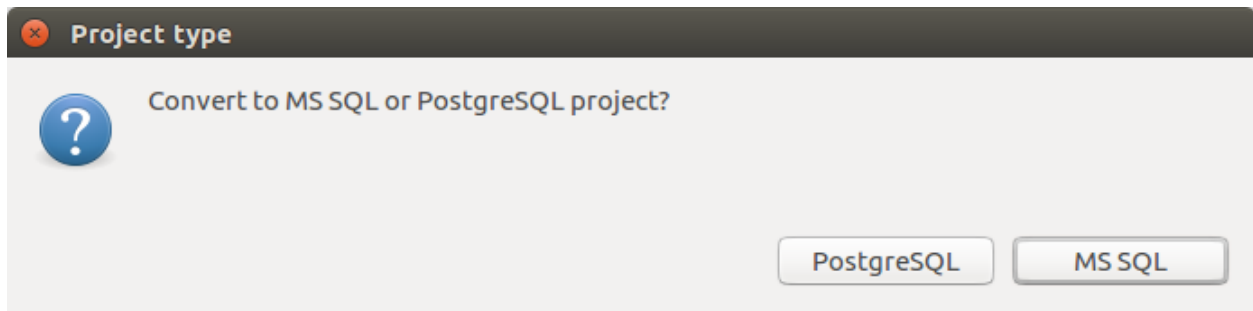 Project type
Convert to MS SQL or PostgreSQL project?
PostgreSQL
MS SQL